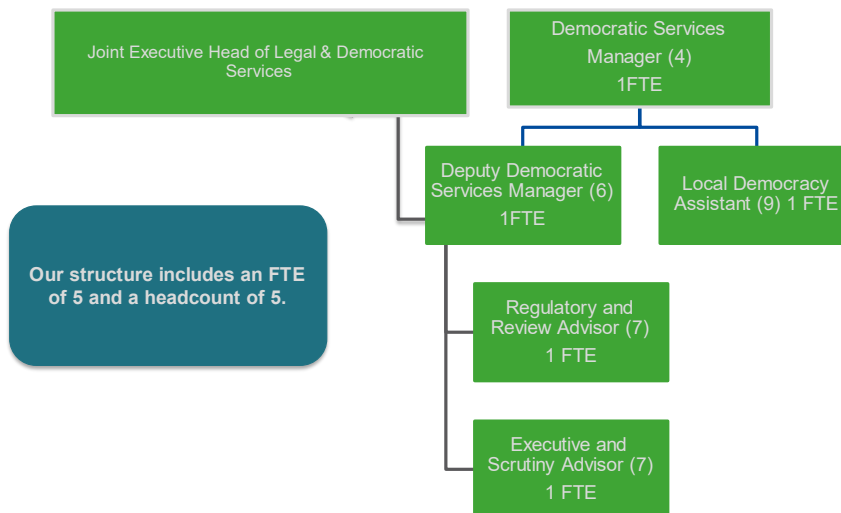 Joint Executive Head of Legal & Democratic
Services
Democratic Services
Manager (4)
1FTE
Deputy Democratic
Services Manager (6)
1FTE
Local Democracy
Assistant (9) 1 FTE
Our structure includes an FTE
of 5 and a headcount of 5.
Regulatory and
Review Advisor (7)
1 FTE
Executive and
Scrutiny Advisor (7)
1 FTE